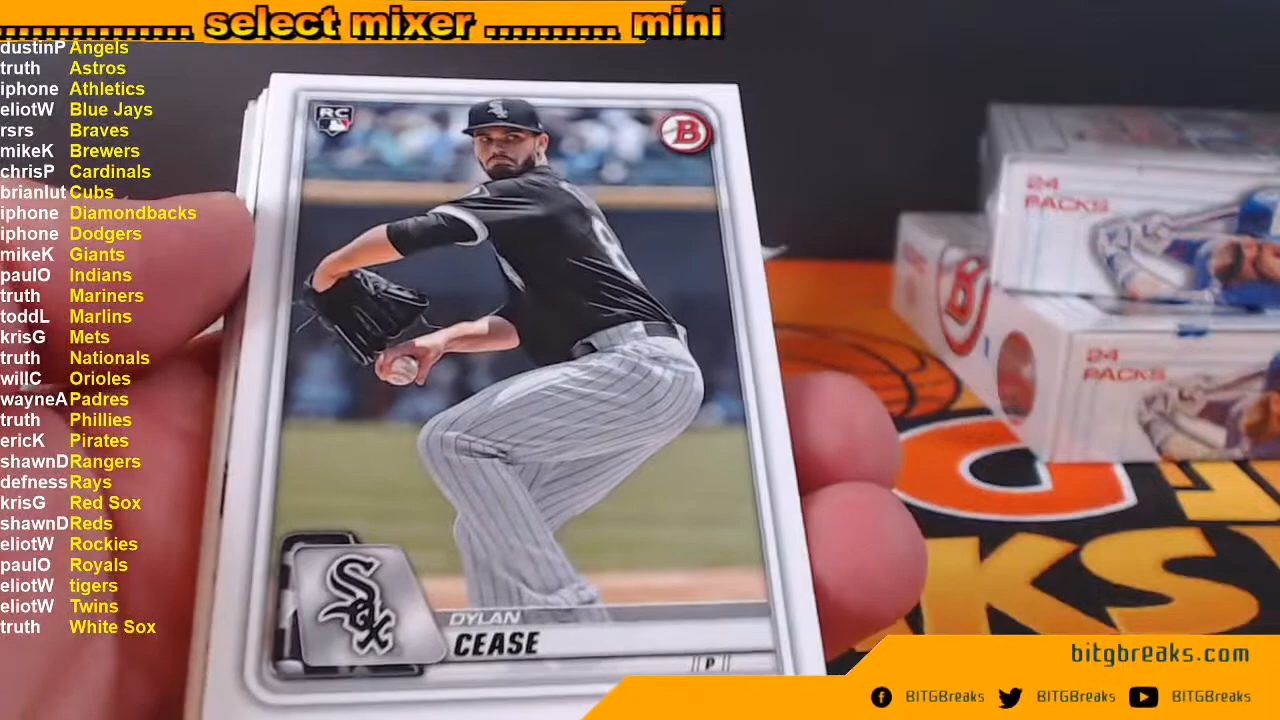 .............. select mixer .......... mini
dustinP Angels
truth Astros
iphone Athletics
eliotW Blue Jays
rsrs Braves
mikeK Brewers
chrisP Cardinals
brianlut Cubs
iphone Diamondbacks
iphone Dodgers
mikeK Giants
paulO Indians
truth Mariners
toddL Marlins
krisG Mets
truth Nationals
willC Orioles
wayneA Padres
truth Phillies
ericK Pirates
shawnD Rangers
defness Rays
krisG Red Sox
shawnD Reds
eliotW Rockies
paulO Royals
eliotW tigers
eliotW Twins
truth White Sox
RC
B
Sox
DYLAN
CEASE
P
24
PACKS
B
24
PACKS
KS
bitgbreaks.com
BITGBreaks BITGBreaks BITGBreaks